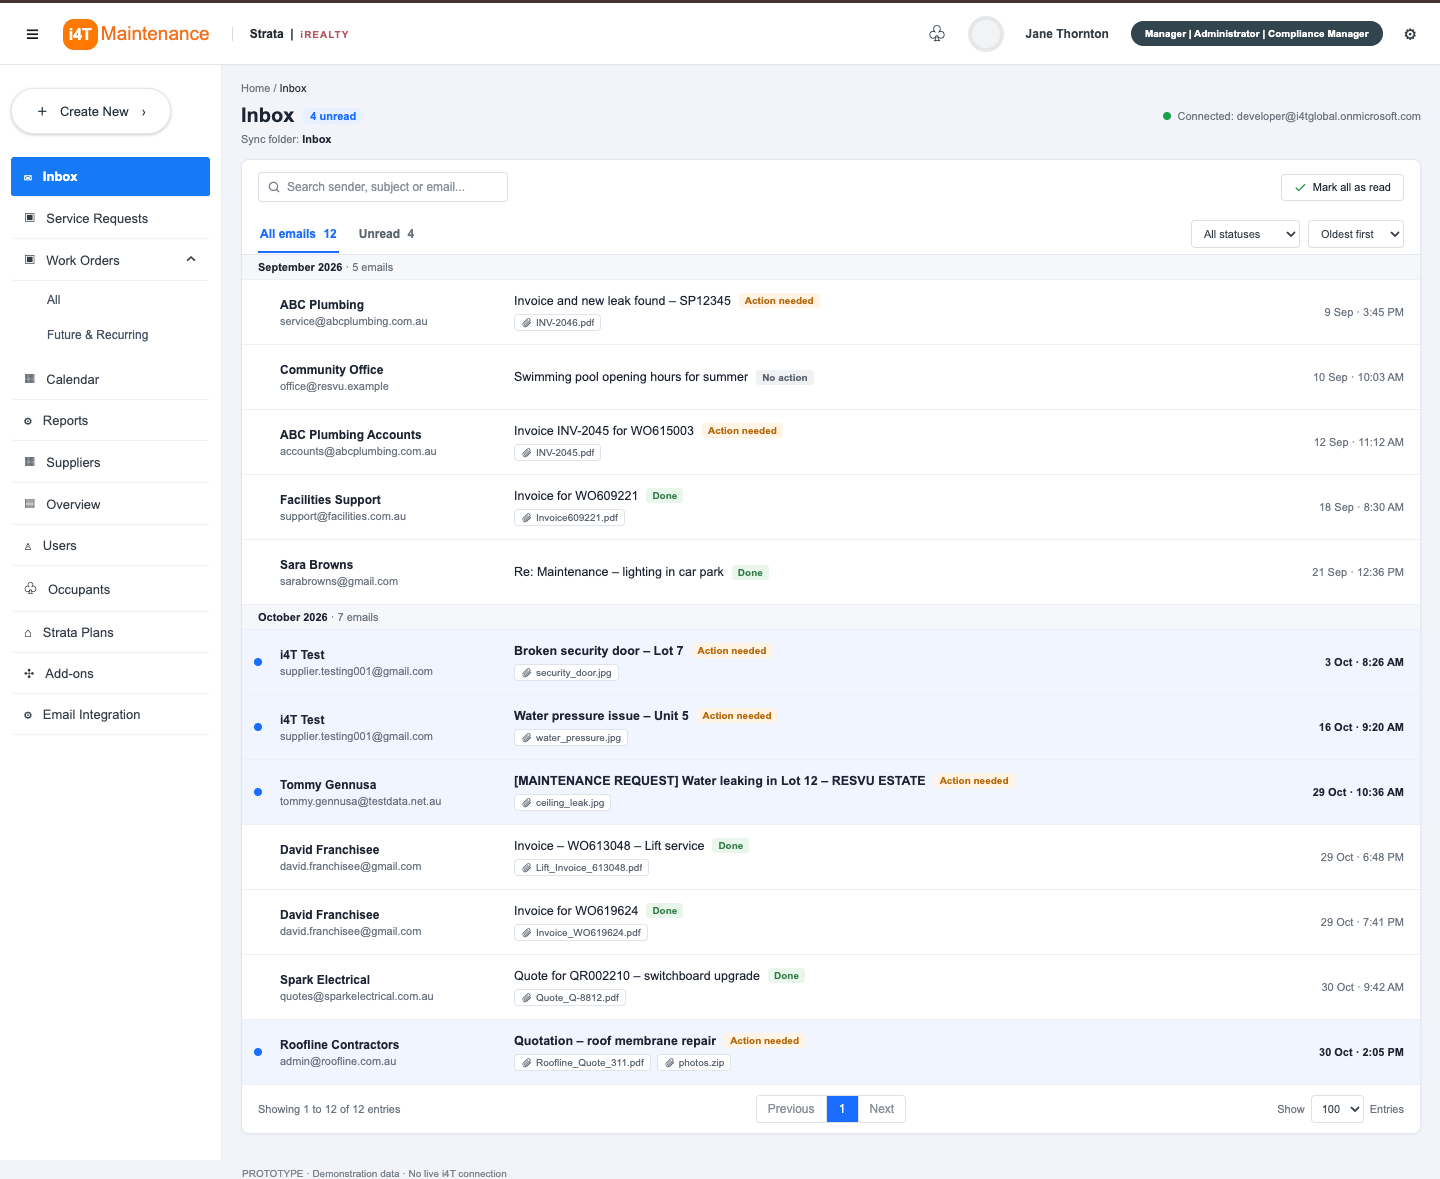 i4T Maintenance
Strata | iREALTY
Jane Thornton
Manager | Administrator | Compliance Manager
Create New
Inbox
Service Requests
Work Orders
All
Future & Recurring
Calendar
Reports
Suppliers
Overview
Users
Occupants
Strata Plans
Add-ons
Email Integration
Home / Inbox
Inbox 4 unread
Connected: developer@i4tglobal.onmicrosoft.com
Sync folder: Inbox
Search sender, subject or email...
Mark all as read
All emails 12 Unread 4
All statuses
Oldest first
September 2026 · 5 emails
ABC Plumbing
service@abcplumbing.com.au
Invoice and new leak found – SP12345 Action needed
INV-2046.pdf
9 Sep · 3:45 PM
Community Office
office@resvu.example
Swimming pool opening hours for summer No action
10 Sep · 10:03 AM
ABC Plumbing Accounts
accounts@abcplumbing.com.au
Invoice INV-2045 for WO615003 Action needed
INV-2045.pdf
12 Sep · 11:12 AM
Facilities Support
support@facilities.com.au
Invoice for WO609221 Done
Invoice609221.pdf
18 Sep · 8:30 AM
Sara Browns
sarabrowns@gmail.com
Re: Maintenance – lighting in car park Done
21 Sep · 12:36 PM
October 2026 · 7 emails
i4T Test
supplier.testing001@gmail.com
Broken security door – Lot 7 Action needed
security_door.jpg
3 Oct · 8:26 AM
i4T Test
supplier.testing001@gmail.com
Water pressure issue – Unit 5 Action needed
water_pressure.jpg
16 Oct · 9:20 AM
Tommy Gennusa
tommy.gennusa@testdata.net.au
[MAINTENANCE REQUEST] Water leaking in Lot 12 – RESVU ESTATE Action needed
ceiling_leak.jpg
29 Oct · 10:36 AM
David Franchisee
david.franchisee@gmail.com
Invoice – WO613048 – Lift service Done
Lift_Invoice_613048.pdf
29 Oct · 6:48 PM
David Franchisee
david.franchisee@gmail.com
Invoice for WO619624 Done
Invoice_WO619624.pdf
29 Oct · 7:41 PM
Spark Electrical
quotes@sparkelectrical.com.au
Quote for QR002210 – switchboard upgrade Done
Quote_Q-8812.pdf
30 Oct · 9:42 AM
Roofline Contractors
admin@roofline.com.au
Quotation – roof membrane repair Action needed
Roofline_Quote_311.pdf photos.zip
30 Oct · 2:05 PM
Showing 1 to 12 of 12 entries
Previous 1 Next
Show 100 Entries
PROTOTYPE · Demonstration data · No live i4T connection